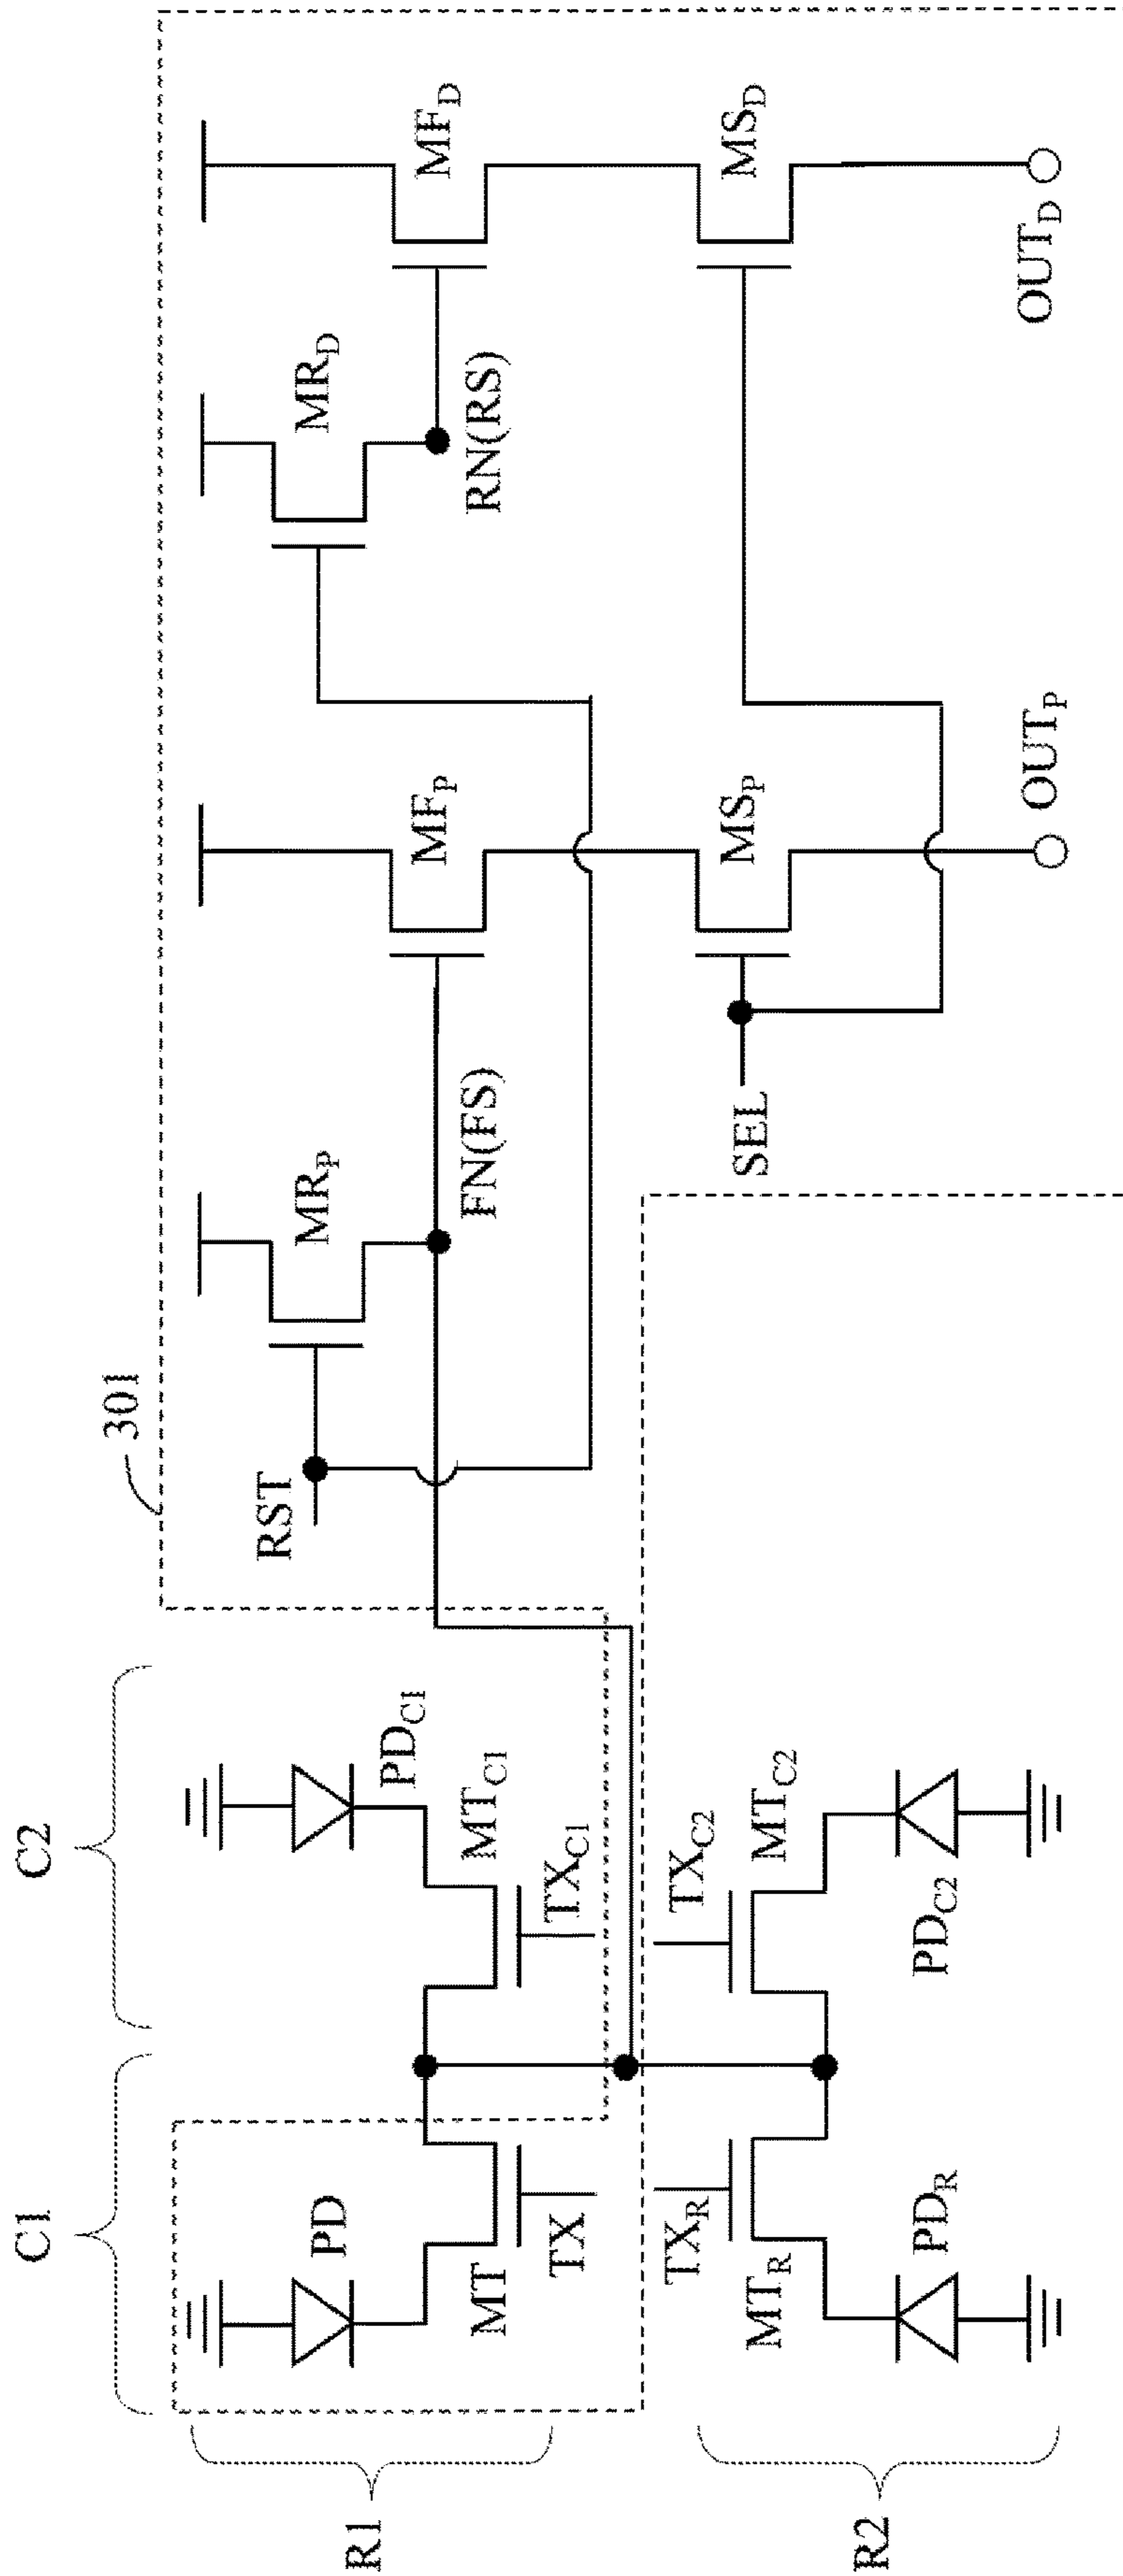 C1
C2
301
R1
R2
PD
MT
TX
PD_C1
MT_C1
TX_C1
TX_R
MT_R
PD_R
TX_C2
MT_C2
PD_C2
RST
MR_P
FN(FS)
MF_P
SEL
MS_P
OUT_P
MR_D
RN(RS)
MF_D
MS_D
OUT_D